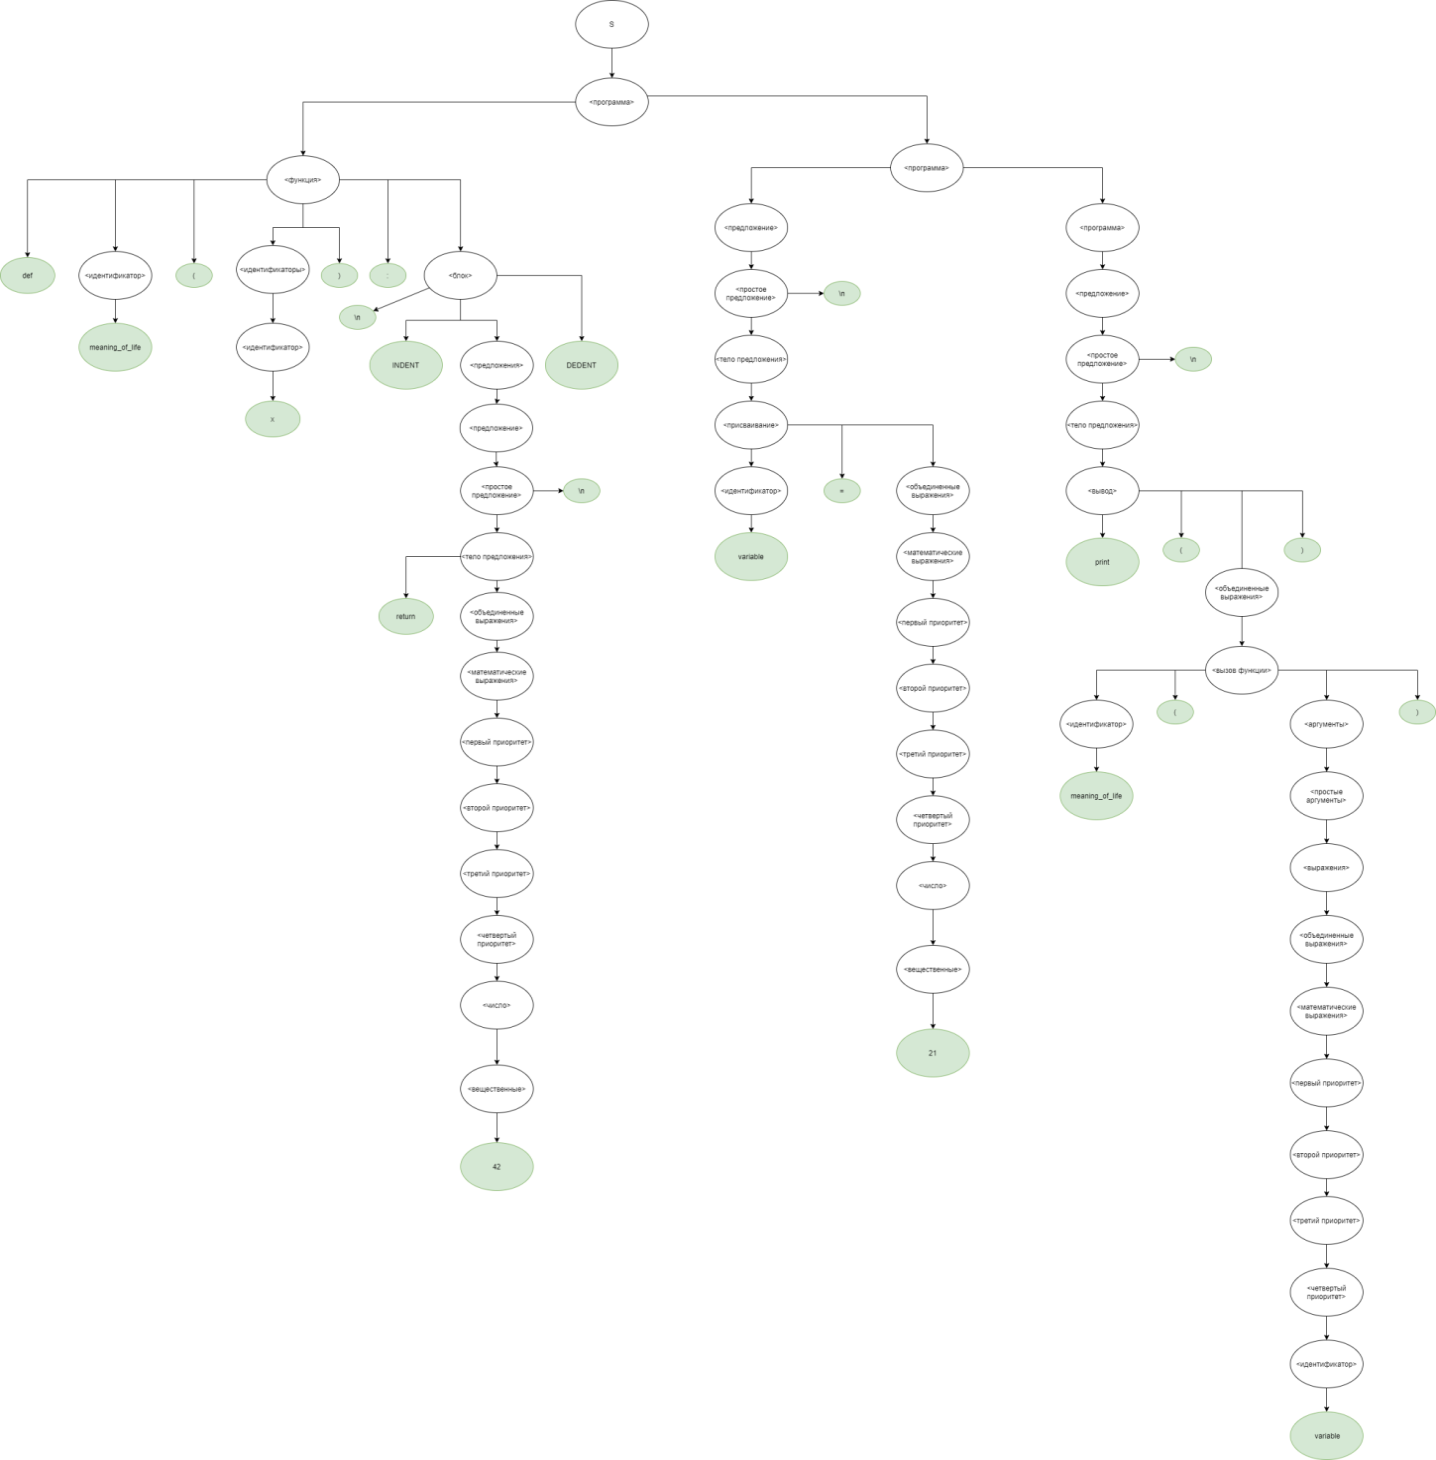 S
<программа>
<программа>
<функция>
<предложение>
<программа>
def
<идентификатор>
(
<идентификаторы>
)
:
<блок>
\n
<простое
предложение>
\n
<предложение>
meaning_of_life
<идентификатор>
INDENT
<предложения>
DEDENT
<тело предложения>
<простое
предложение>
\n
x
<предложение>
<присваивание>
<тело предложения>
<простое
предложение>
\n
<идентификатор>
=
<объединенные
выражения>
<вывод>
<тело предложения>
variable
<математические
выражения>
print
(
)
return
<объединенные
выражения>
<первый приоритет>
<объединенные
выражения>
<математические
выражения>
<второй приоритет>
<вызов функции>
<первый приоритет>
<третий приоритет>
<идентификатор>
(
<аргументы>
)
<второй приоритет>
<четвертый
приоритет>
meaning_of_life
<простые
аргументы>
<третий приоритет>
<число>
<выражения>
<четвертый
приоритет>
<вещественные>
<объединенные
выражения>
<число>
21
<математические
выражения>
<вещественные>
<первый приоритет>
42
<второй приоритет>
<третий приоритет>
<четвертый
приоритет>
<идентификатор>
variable